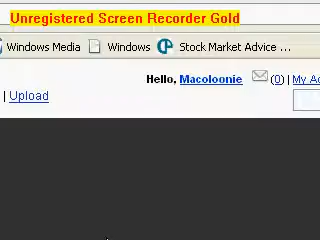 Unregistered Screen Recorder Gold
Windows Media Windows Stock Market Advice ...
Hello, Macoloonie (0) | My Ac
| Upload